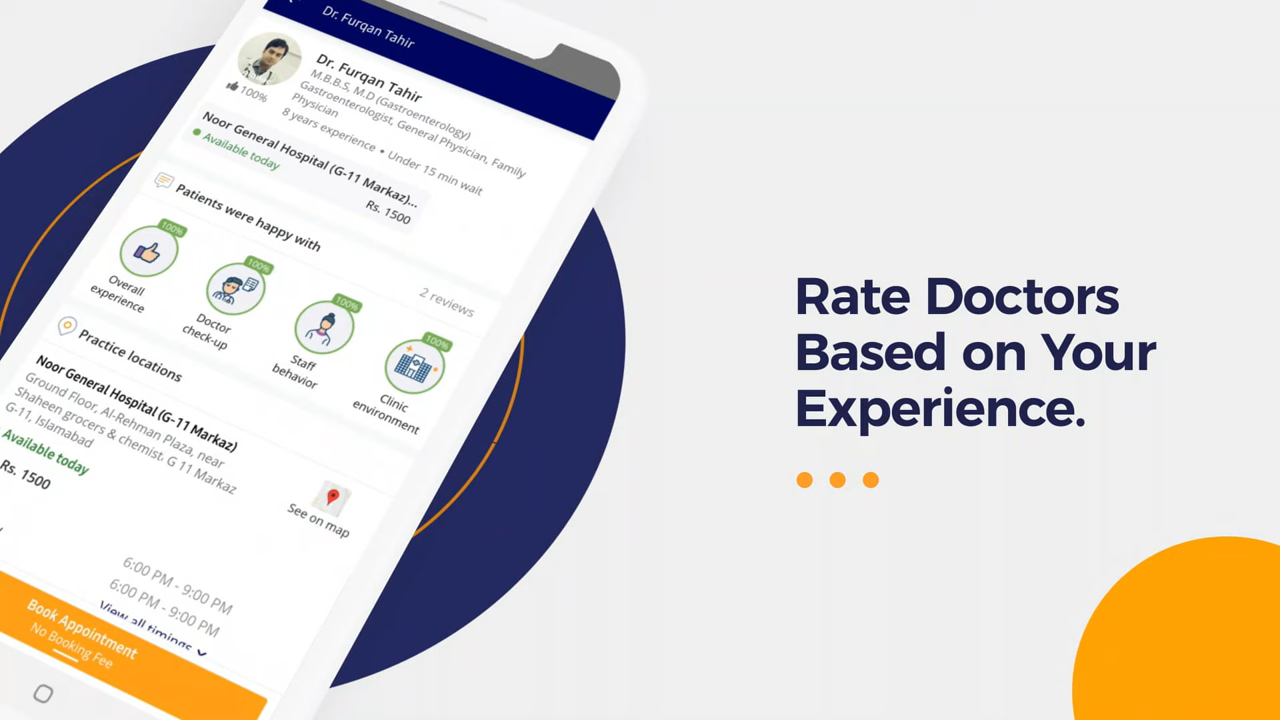 Dr. Furqan Tahir
Dr. Furqan Tahir
M.B.B.S, M.D (Gastroenterology)
Gastroenterologist, General Physician, Family
Physician
8 years experience • Under 15 min wait
100%
Noor General Hospital (G-11 Markaz)...
Available today
Rs. 1500
Patients were happy with
2 reviews
100%
Overall
experience
100%
Doctor
check-up
100%
Staff
behavior
100%
Clinic
environment
Practice locations
Noor General Hospital (G-11 Markaz)
Ground Floor, Al-Rehman Plaza, near
Shaheen grocers & chemist. G 11 Markaz
G-11, Islamabad
Available today
Rs. 1500
See on map
6:00 PM - 9:00 PM
6:00 PM - 9:00 PM
View all timings
Book Appointment
No Booking Fee
Rate Doctors
Based on Your
Experience.